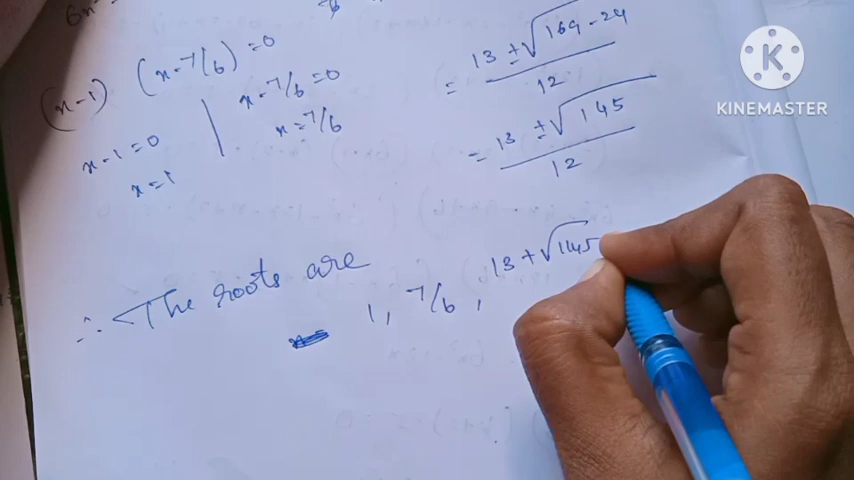 (x-1) (x-7/6)=0
x-1=0
x=1
x-7/6=0
x=7/6
= 13 ± √169-24 / 12
= 13 ± √145 / 12
∴ The roots are
1, 7/6, 13+√145
KINEMASTER